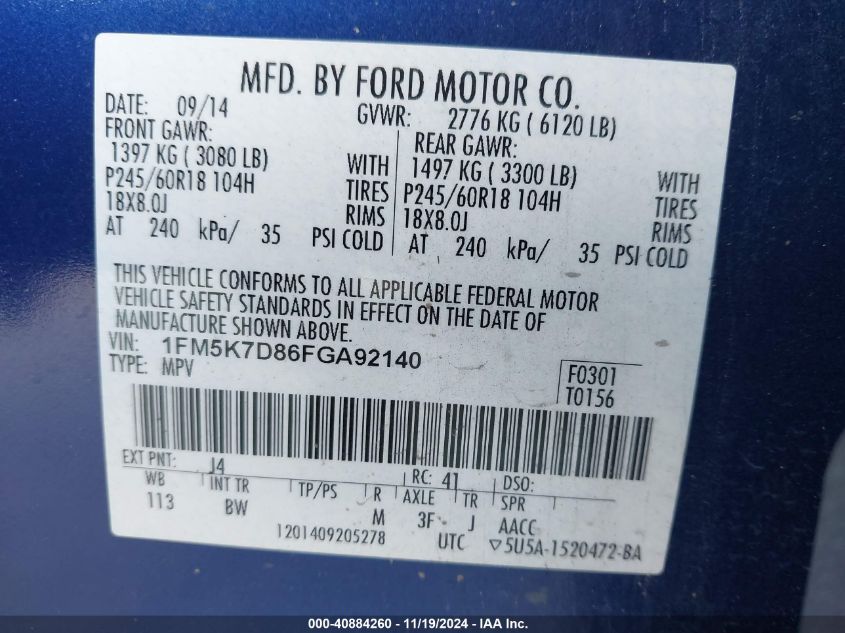 MFD. BY FORD MOTOR CO.
DATE: 09/14 GVWR: 2776 KG ( 6120 LB)
FRONT GAWR: REAR GAWR:
1397 KG ( 3080 LB) WITH 1497 KG ( 3300 LB) WITH
P245/60R18 104H TIRES P245/60R18 104H TIRES
18X8.0J RIMS 18X8.0J RIMS
AT 240 kPa/ 35 PSI COLD AT 240 kPa/ 35 PSI COLD
THIS VEHICLE CONFORMS TO ALL APPLICABLE FEDERAL MOTOR
VEHICLE SAFETY STANDARDS IN EFFECT ON THE DATE OF
MANUFACTURE SHOWN ABOVE.
VIN: 1FM5K7D86FGA92140
TYPE: MPV F0301
T0156
EXT PNT: J4 RC: 41 DSO:
WB INT TR TP/PS R AXLE TR SPR
113 BW M 3F J AACC
1201409205278 UTC ▽5U5A-1520472-BA
000-40884260 - 11/19/2024 - IAA Inc.